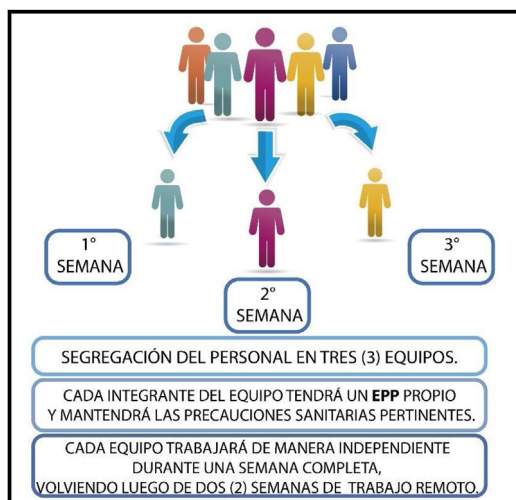 1°
SEMANA
2°
SEMANA
3°
SEMANA
SEGREGACIÓN DEL PERSONAL EN TRES (3) EQUIPOS.
CADA INTEGRANTE DEL EQUIPO TENDRÁ UN EPP PROPIO
Y MANTENDRÁ LAS PRECAUCIONES SANITARIAS PERTINENTES.
CADA EQUIPO TRABAJARÁ DE MANERA INDEPENDIENTE
DURANTE UNA SEMANA COMPLETA,
VOLVIENDO LUEGO DE DOS (2) SEMANAS DE TRABAJO REMOTO.